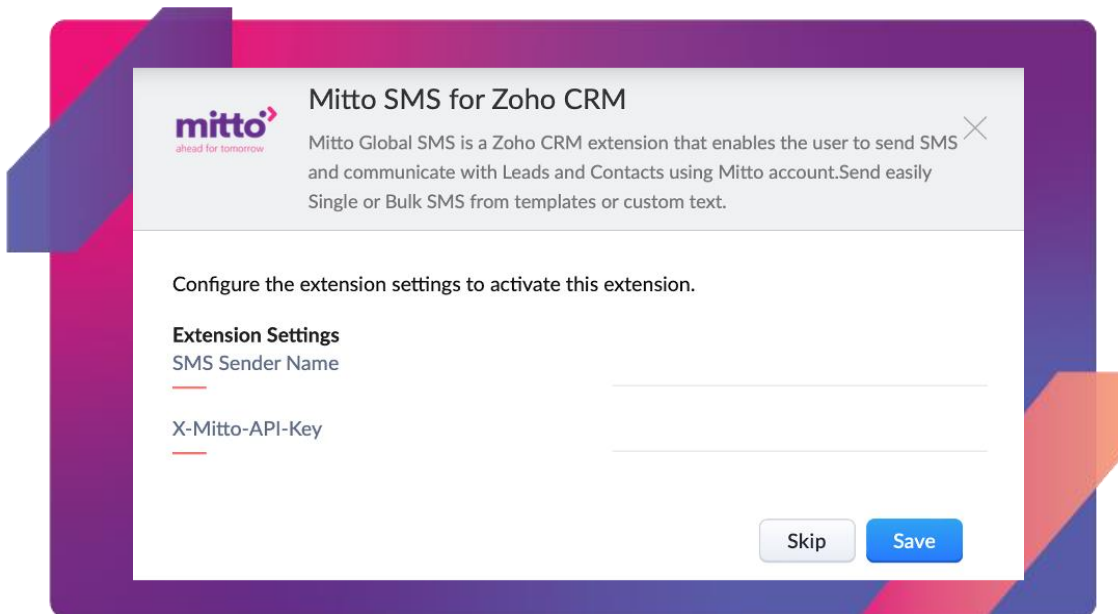 mitto
ahead for tomorrow
Mitto SMS for Zoho CRM
Mitto Global SMS is a Zoho CRM extension that enables the user to send SMS
and communicate with Leads and Contacts using Mitto account.Send easily
Single or Bulk SMS from templates or custom text.
Configure the extension settings to activate this extension.
Extension Settings
SMS Sender Name
X-Mitto-API-Key
Skip
Save